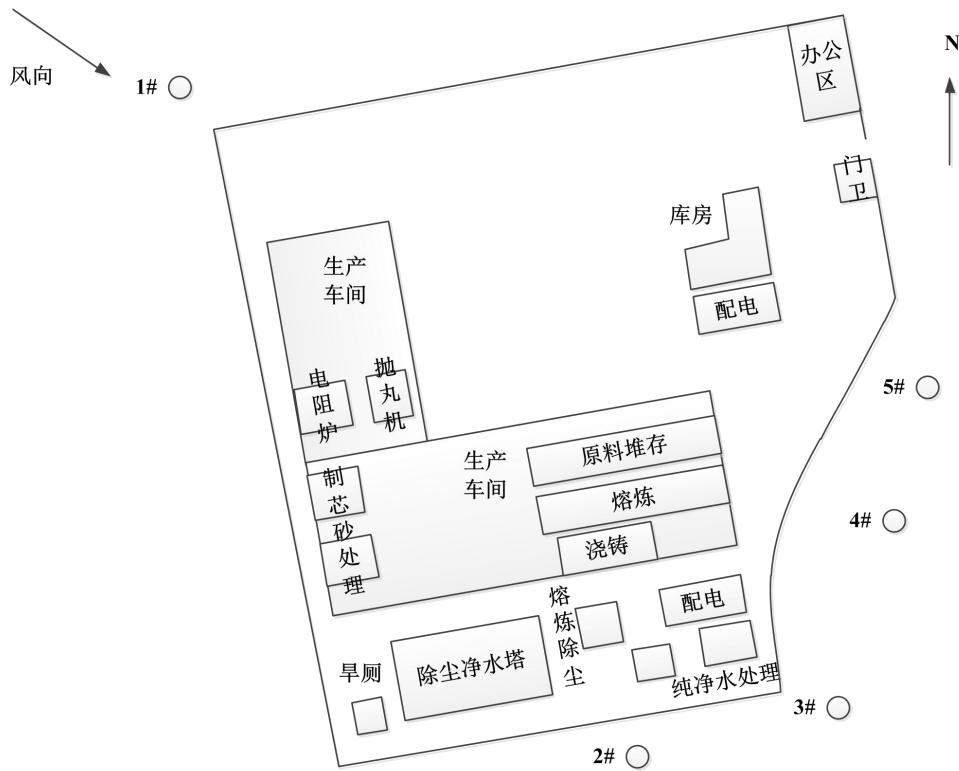 风向
1#
办公
区
N
门
卫
库房
配电
生产
车间
电
阻
炉
抛
丸
机
5#
生产
车间
原料堆存
熔炼
浇铸
制
芯
砂
处
理
4#
熔
炼
除
尘
配电
旱厕
除尘净水塔
纯净水处理
3#
2#